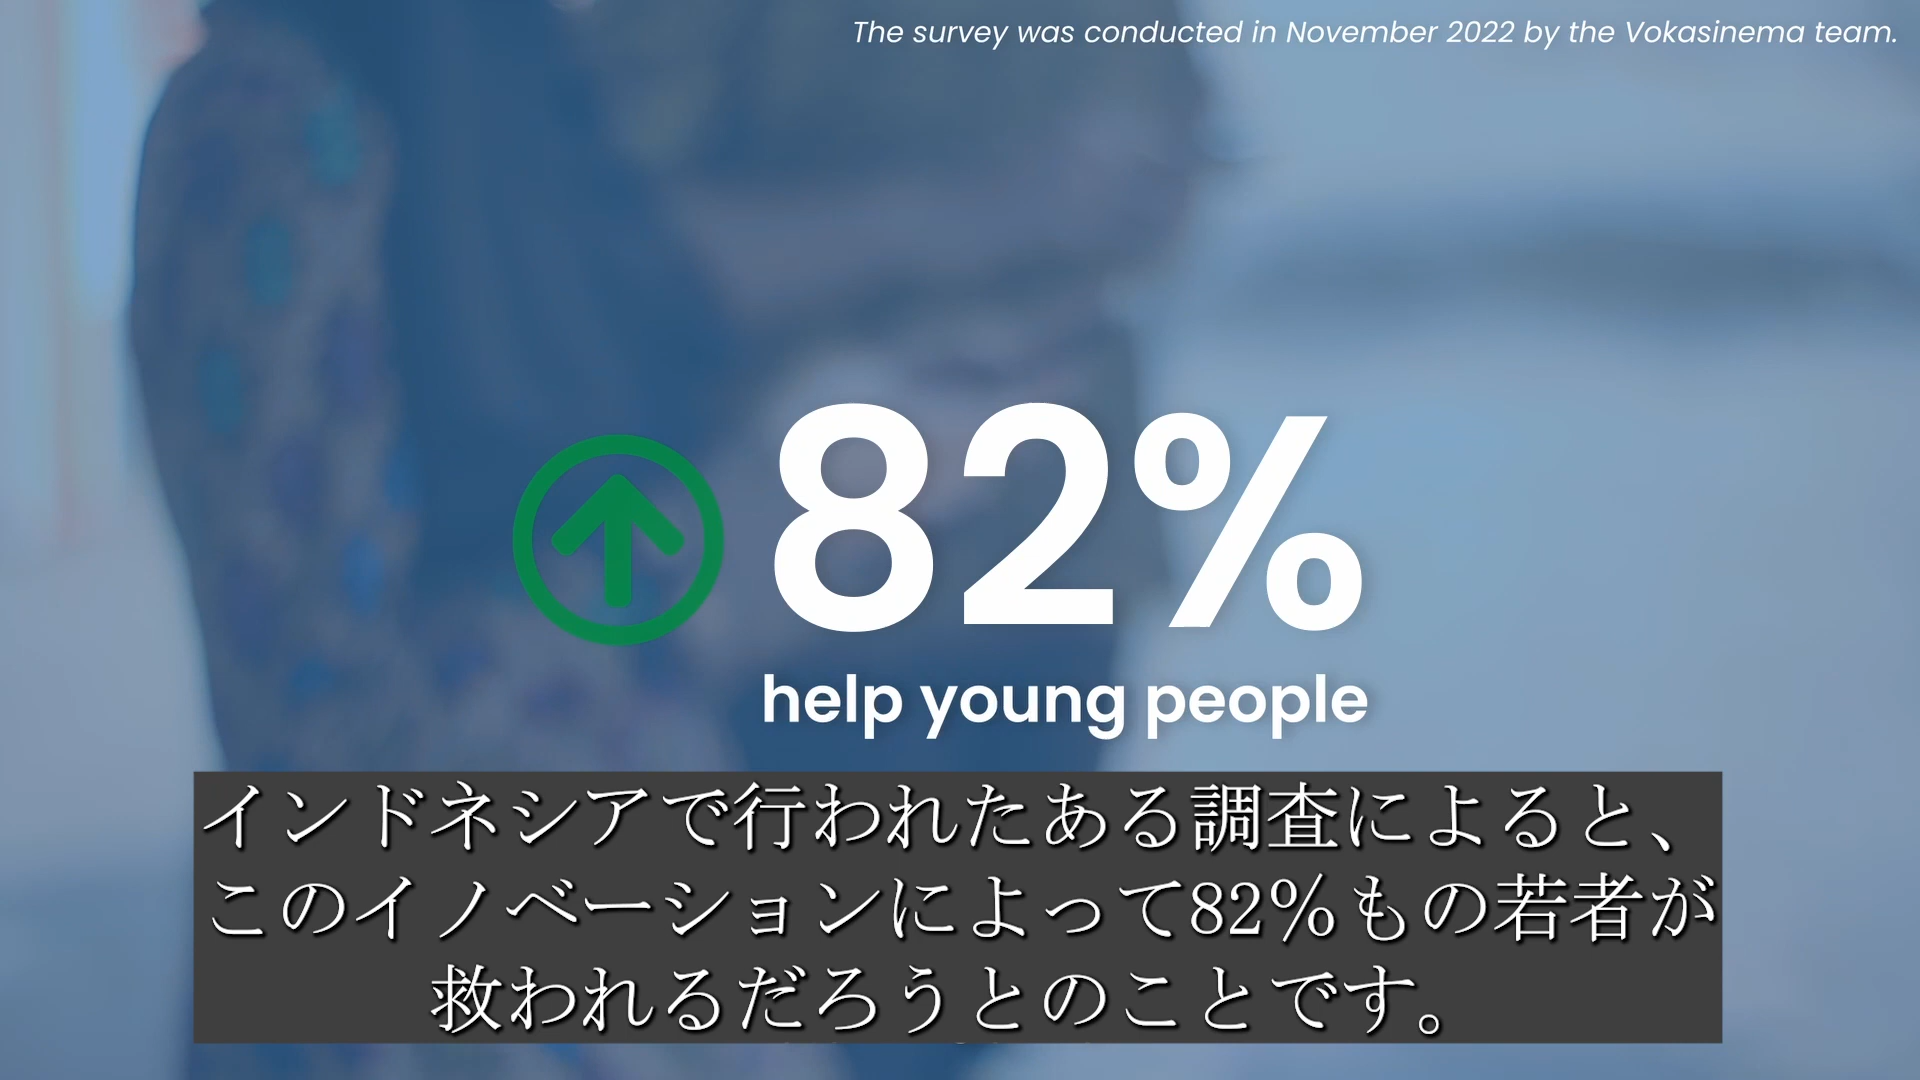 The survey was conducted in November 2022 by the Vokasinema team.
82%
help young people
インドネシアで行われたある調査によると、
このイノベーションによって82％もの若者が
救われるだろうとのことです。